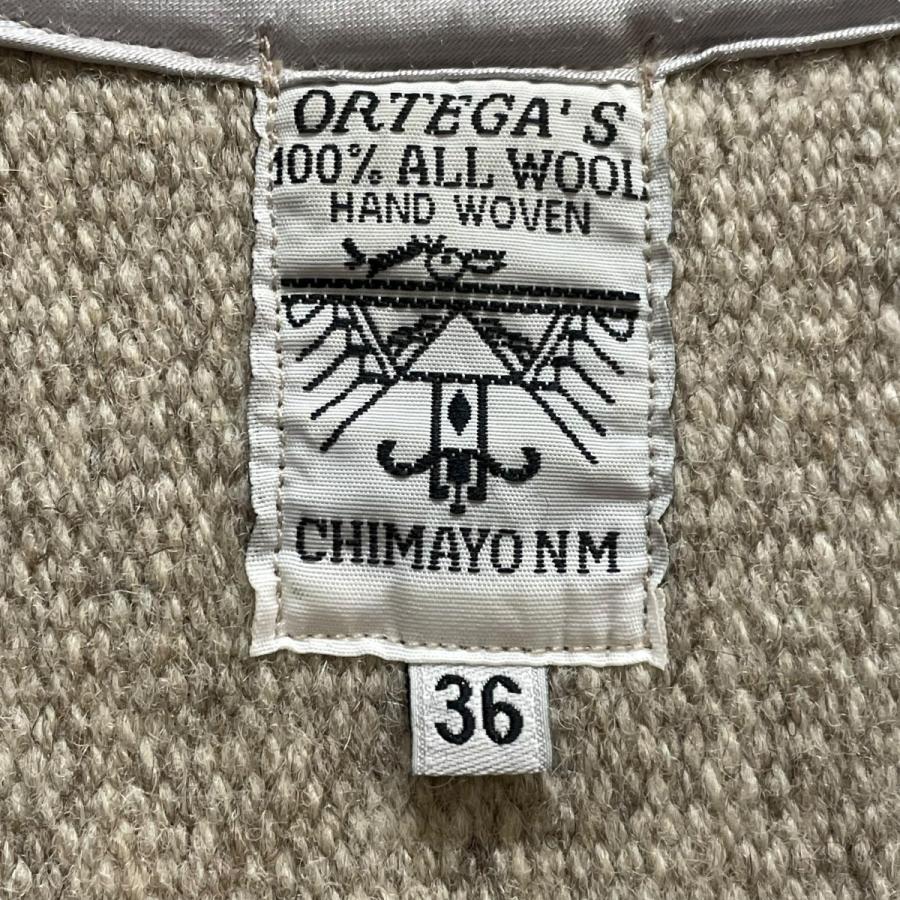 ORTEGA'S
100% ALL WOOL
HAND WOVEN
CHIMAYO NM
36